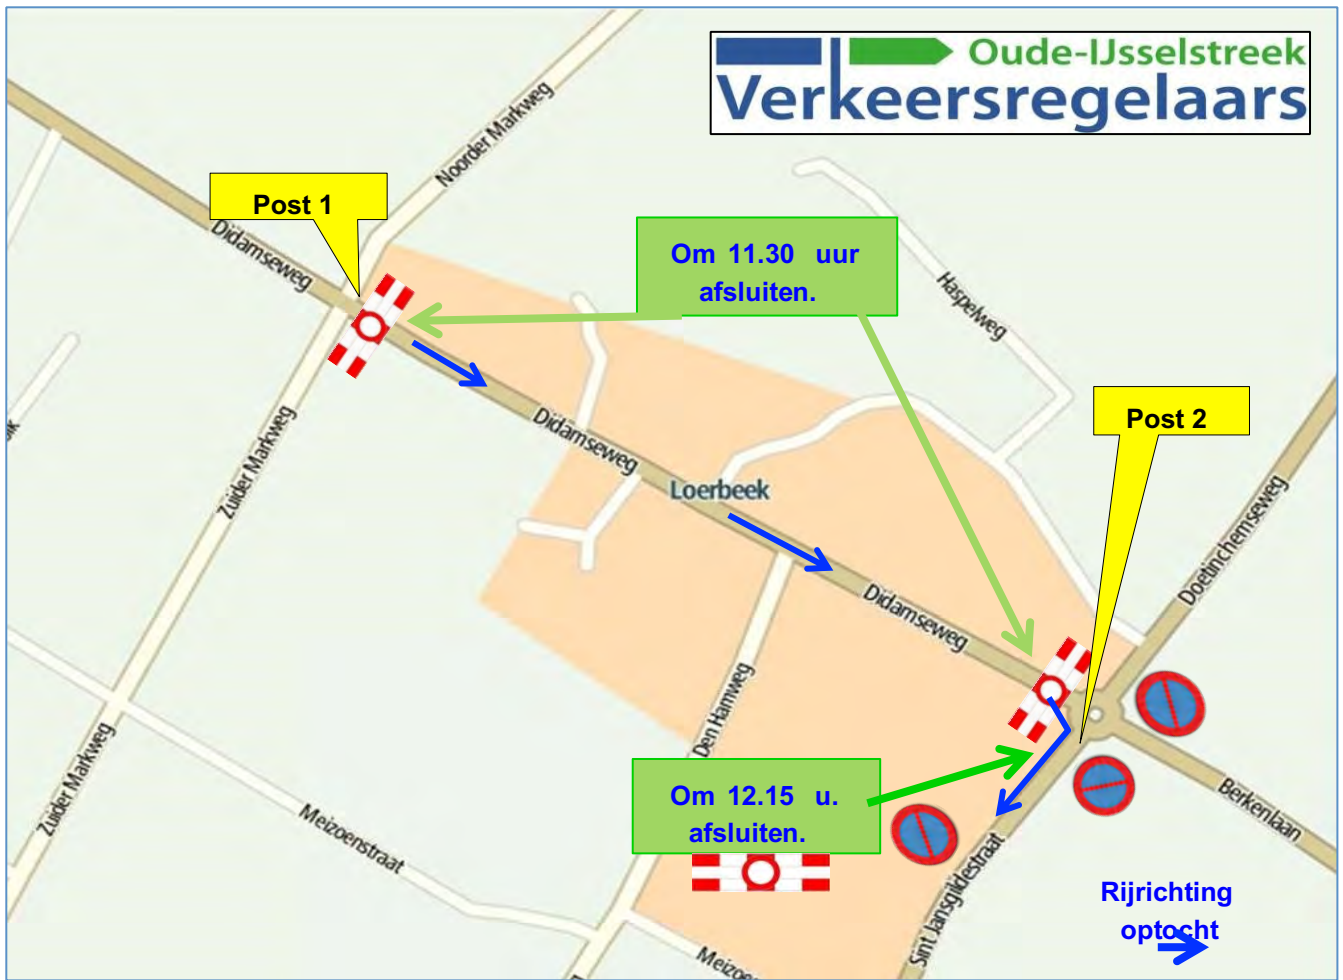 Oude-IJsselstreek
Verkeersregelaars
Noorder Markweg
Post 1
Didamseweg
Om 11.30 uur
afsluiten.
Haspelweg
Zuider Markweg
Didamseweg
Post 2
Loerbeek
Doetinchemseweg
Didamseweg
Den Hamweg
Zuider Markweg
Meizoenstraat
Om 12.15 u.
afsluiten.
Berkenlaan
Sint Jansgildestraat
Rijrichting
optocht
Meizoe